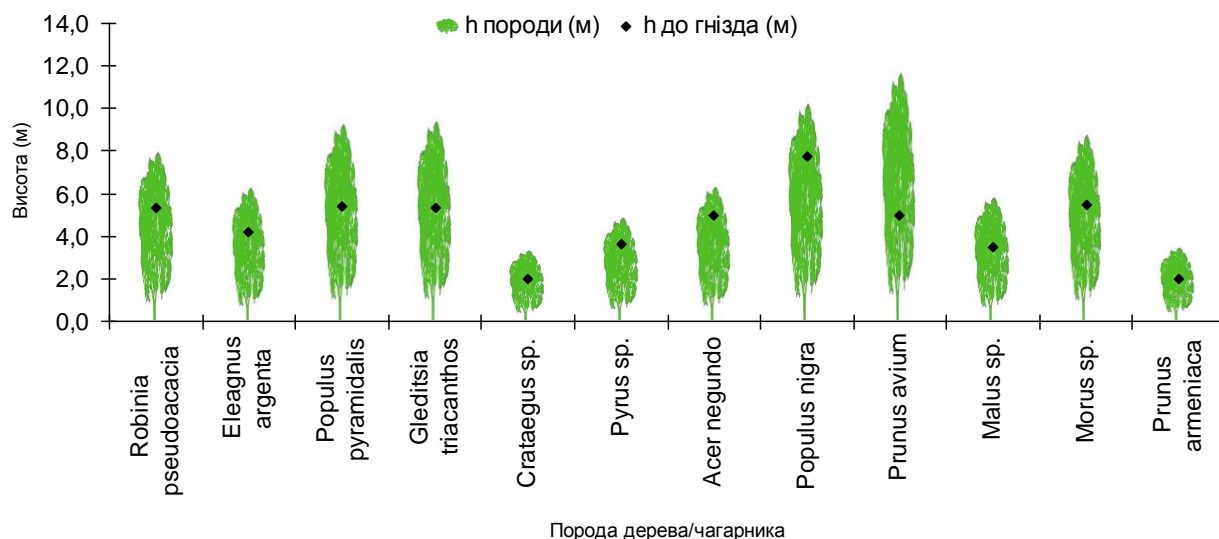 14,0
12,0
10,0
8,0
6,0
4,0
2,0
0,0
Висота (м)
h породи (м)
h до гнізда (м)
Robinia
pseudoacacia
Eleagnus
argenta
Populus
pyramidalis
Gleditsia
triacanthos
Crataegus sp.
Pyrus sp.
Acer negundo
Populus nigra
Prunus avium
Malus sp.
Morus sp.
Prunus
armeniaca
Порода дерева/чагарника